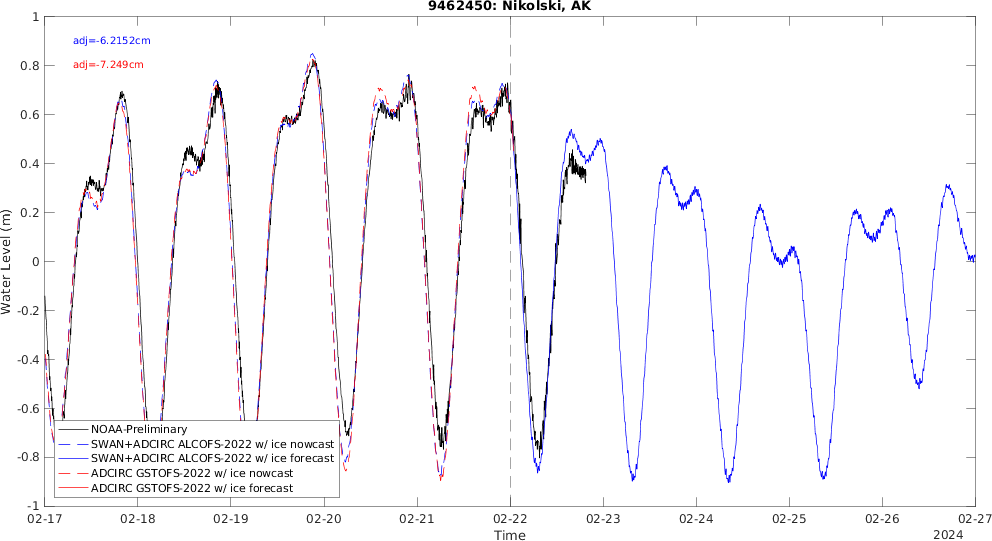 9462450: Nikolski, AK
adj=-6.2152cm
adj=-7.249cm
Water Level (m)
1
0.8
0.6
0.4
0.2
0
-0.2
-0.4
-0.6
-0.8
-1
NOAA-Preliminary
SWAN+ADCIRC ALCOFS-2022 w/ ice nowcast
SWAN+ADCIRC ALCOFS-2022 w/ ice forecast
ADCIRC GSTOFS-2022 w/ ice nowcast
ADCIRC GSTOFS-2022 w/ ice forecast
02-17 02-18 02-19 02-20 02-21 02-22 02-23 02-24 02-25 02-26 02-27
Time
2024